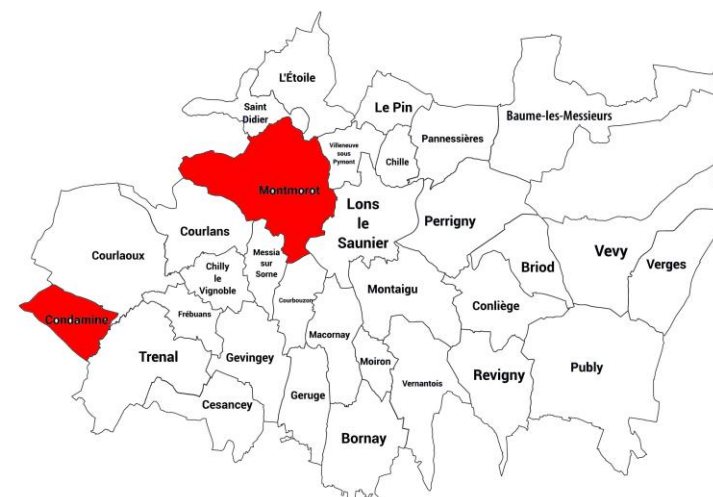 L'Étoile
Saint
Didier
Le Pin
Baume-les-Messieurs
Villeneuve
sous
Pymont
Chille
Pannessières
Montmorot
Lons
le
Saunier
Perrigny
Courlans
Courlaoux
Messia
sur
Sorne
Chilly
le
Vignoble
Briod
Vevy
Verges
Montaigu
Conliège
Courbouzon
Condamine
Frébuans
Macornay
Trenal
Gevingey
Moiron
Revigny
Publy
Vernantois
Cesancey
Geruge
Bornay